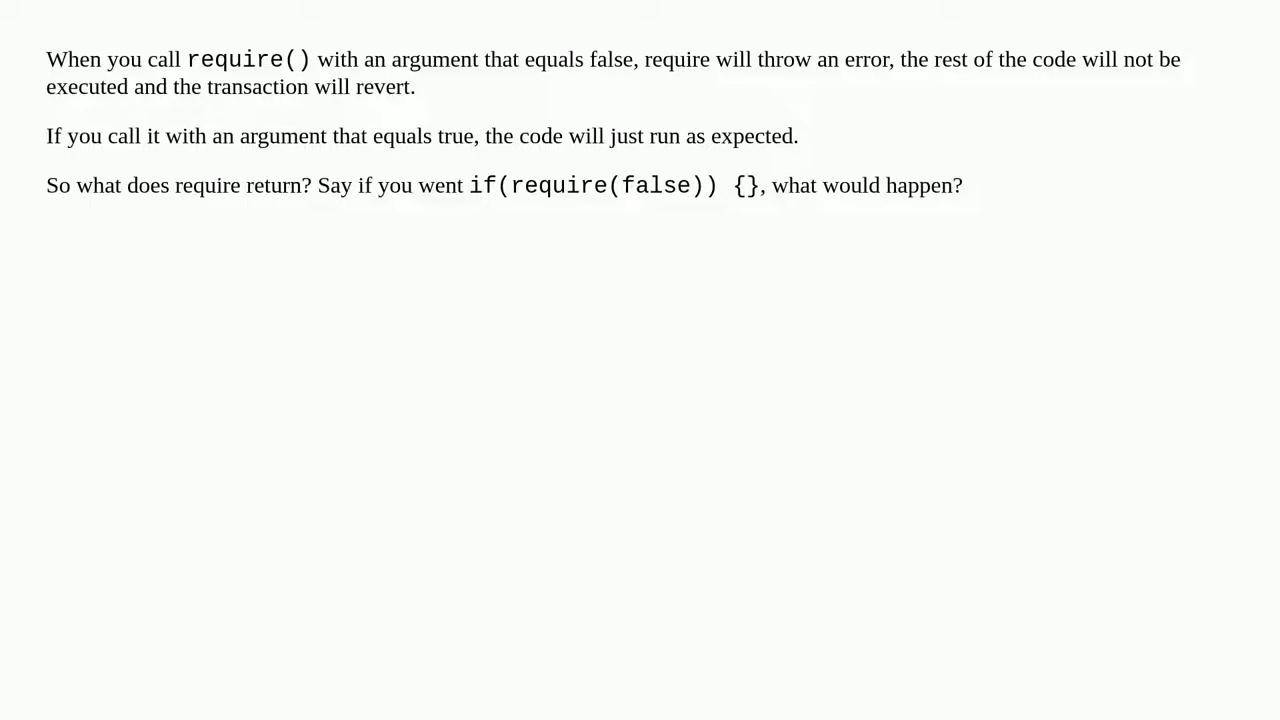 When you call require() with an argument that equals false, require will throw an error, the rest of the code will not be
executed and the transaction will revert.
If you call it with an argument that equals true, the code will just run as expected.
So what does require return? Say if you went if(require(false)) {}, what would happen?